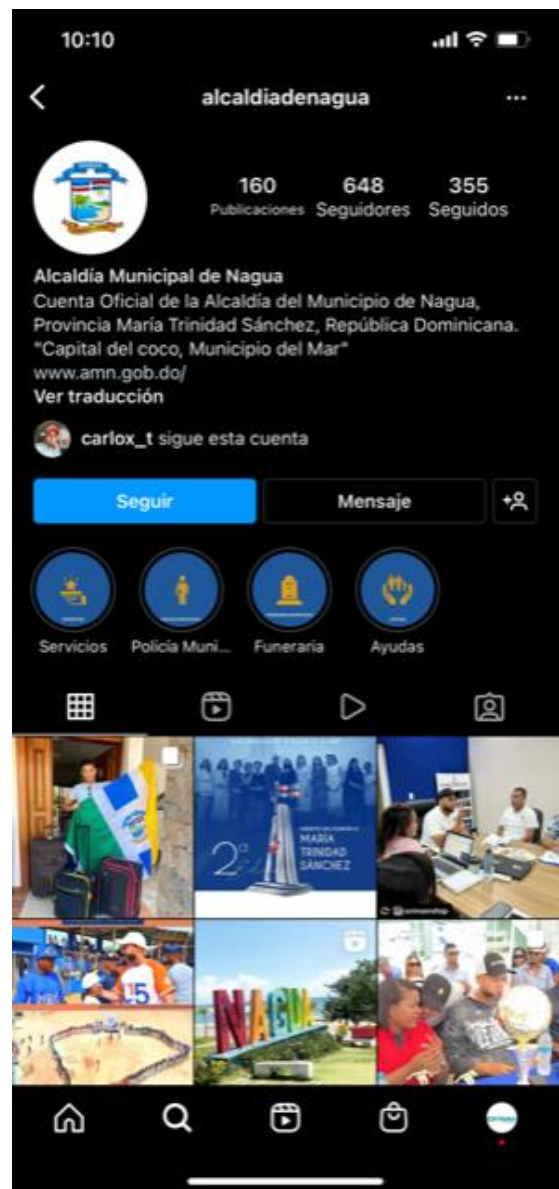 10:10
alcaldiadenagua
160 648 355
Publicaciones Seguidores Seguidos
Alcaldía Municipal de Nagua
Cuenta Oficial de la Alcaldía del Municipio de Nagua,
Provincia María Trinidad Sánchez, República Dominicana.
"Capital del coco, Municipio del Mar"
www.amn.gob.do/
Ver traducción
carlox_t sigue esta cuenta
Seguir Mensaje
Servicios Policía Muni... Funeraria Ayudas
2
MARÍA
TRINIDAD
SÁNCHEZ
15
NAGUA